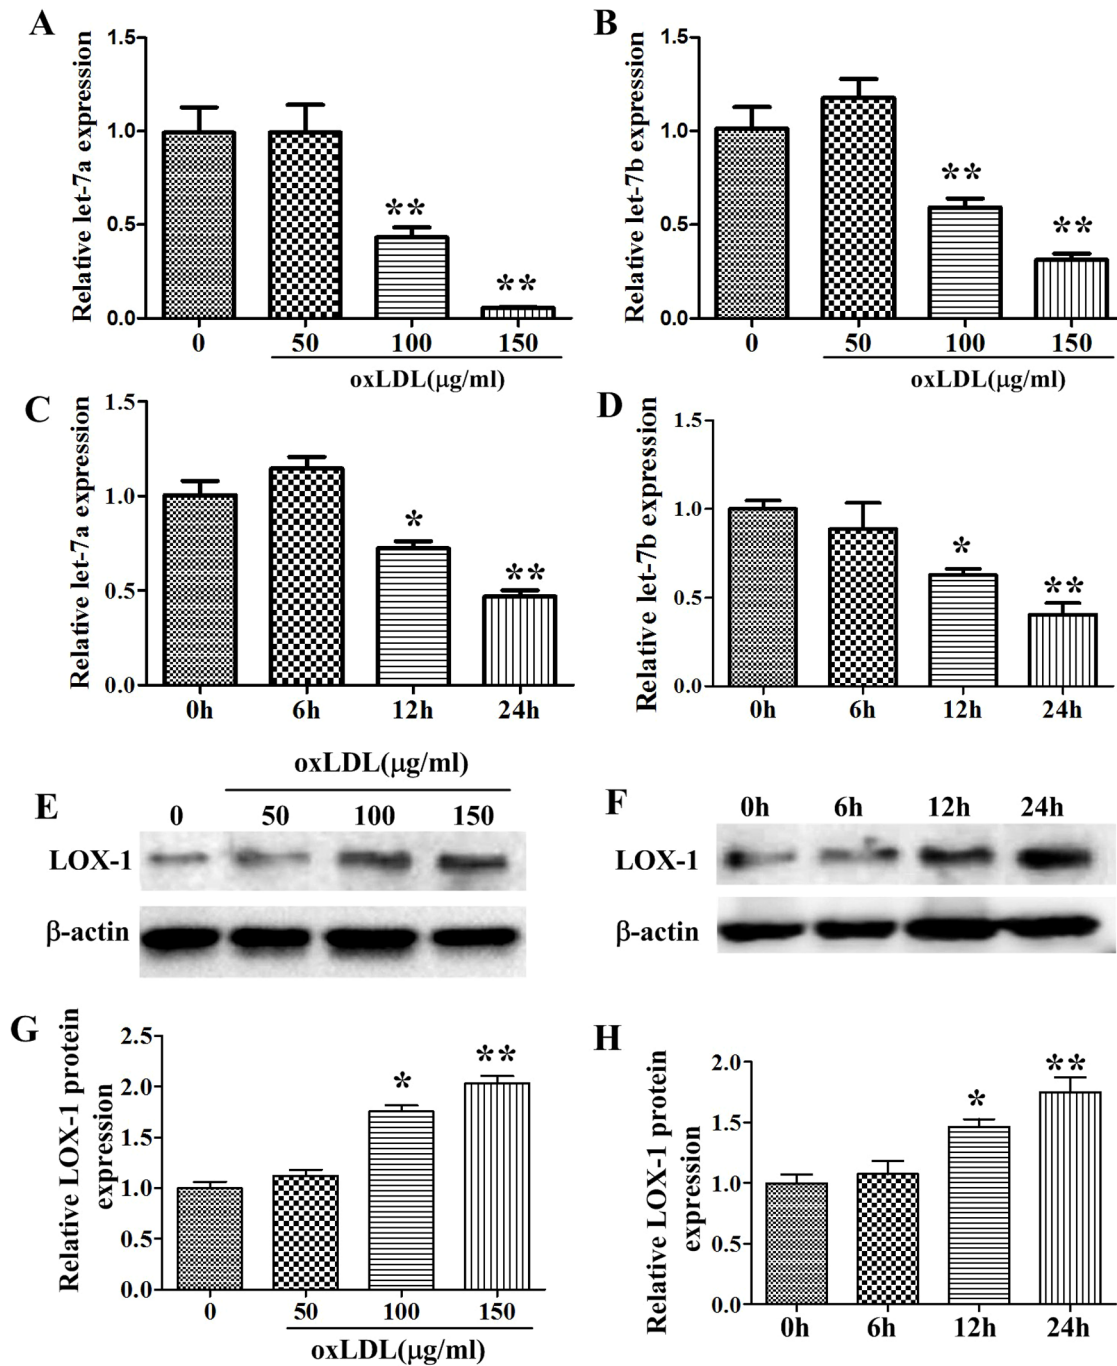 A
Relative let-7a expression
1.5
1.0
0.5
0.0
**
**
0 50 100 150
oxLDL(μg/ml)
B
Relative let-7b expression
1.5
1.0
0.5
0.0
**
**
0 50 100 150
oxLDL(μg/ml)
C
Relative let-7a expression
1.5
1.0
0.5
0.0
*
**
0h 6h 12h 24h
D
Relative let-7b expression
1.5
1.0
0.5
0.0
*
**
0h 6h 12h 24h
oxLDL(μg/ml)
E
0 50 100 150
LOX-1
β-actin
F
0h 6h 12h 24h
LOX-1
β-actin
G
Relative LOX-1 protein
expression
2.5
2.0
1.5
1.0
0.5
0.0
*
**
0 50 100 150
oxLDL(μg/ml)
H
Relative LOX-1 protein
expression
2.0
1.5
1.0
0.5
0.0
*
**
0h 6h 12h 24h